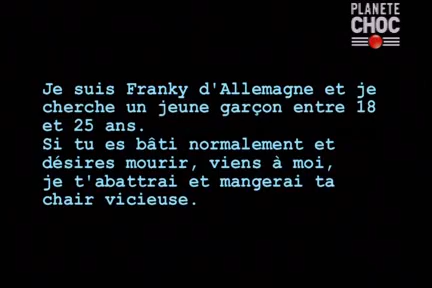 PLANETE
CHOC
Je suis Franky d'Allemagne et je
cherche un jeune garçon entre 18
et 25 ans.
Si tu es bâti normalement et
désires mourir, viens à moi,
je t'abattrai et mangerai ta
chair vicieuse.